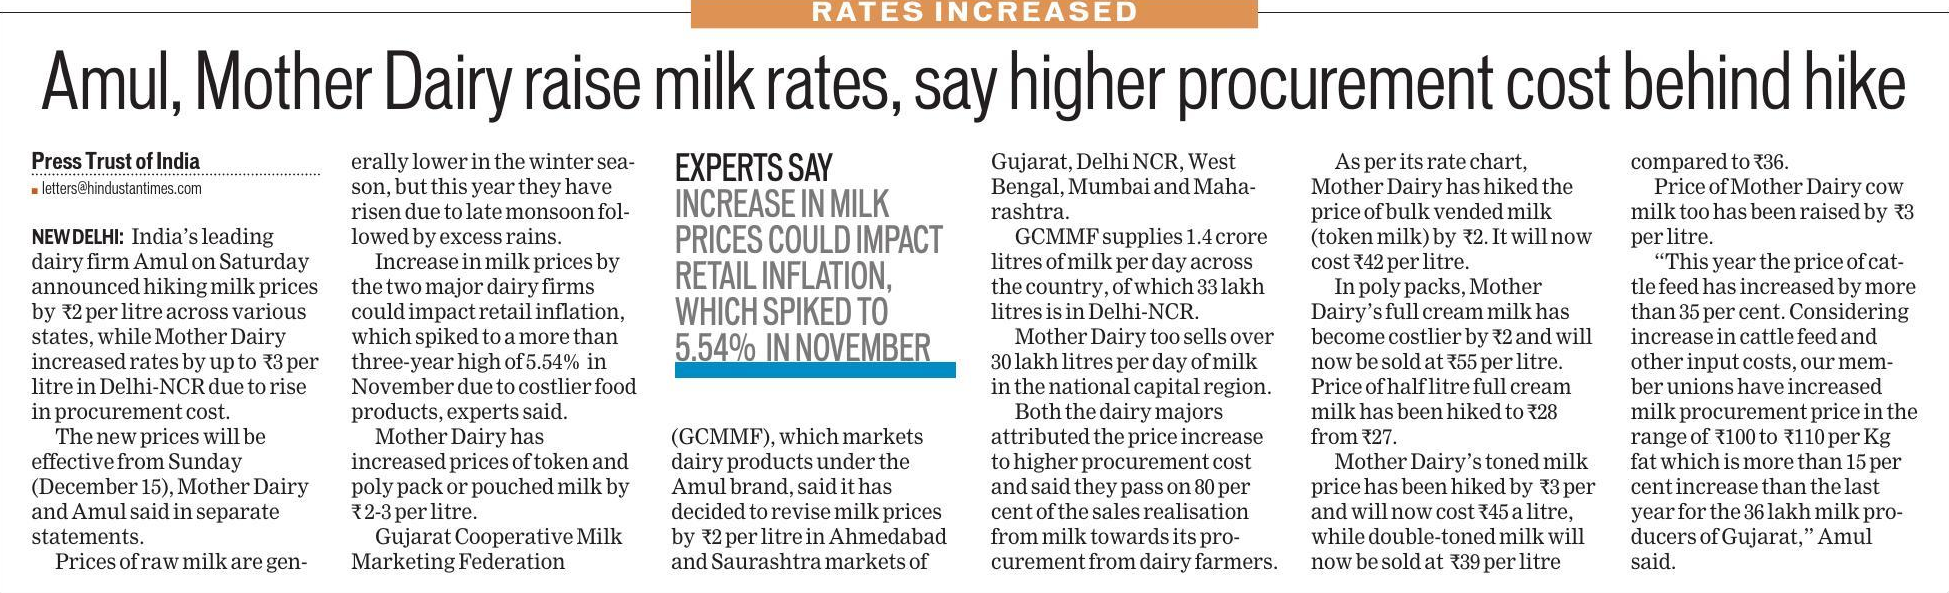 RATES INCREASED
Amul, Mother Dairy raise milk rates, say higher procurement cost behind hike
Press Trust of India
letters@hindustantimes.com
NEW DELHI: India’s leading
dairy firm Amul on Saturday
announced hiking milk prices
by ₹2 per litre across various
states, while Mother Dairy
increased rates by up to ₹3 per
litre in Delhi-NCR due to rise
in procurement cost.
The new prices will be
effective from Sunday
(December 15), Mother Dairy
and Amul said in separate
statements.
Prices of raw milk are gen-
erally lower in the winter sea-
son, but this year they have
risen due to late monsoon fol-
lowed by excess rains.
Increase in milk prices by
the two major dairy firms
could impact retail inflation,
which spiked to a more than
three-year high of 5.54% in
November due to costlier food
products, experts said.
Mother Dairy has
increased prices of token and
poly pack or pouched milk by
₹ 2-3 per litre.
Gujarat Cooperative Milk
Marketing Federation
EXPERTS SAY
INCREASE IN MILK
PRICES COULD IMPACT
RETAIL INFLATION,
WHICH SPIKED TO
5.54% IN NOVEMBER
(GCMMF), which markets
dairy products under the
Amul brand, said it has
decided to revise milk prices
by ₹2 per litre in Ahmedabad
and Saurashtra markets of
Gujarat, Delhi NCR, West
Bengal, Mumbai and Maha-
rashtra.
GCMMF supplies 1.4 crore
litres of milk per day across
the country, of which 33 lakh
litres is in Delhi-NCR.
Mother Dairy too sells over
30 lakh litres per day of milk
in the national capital region.
Both the dairy majors
attributed the price increase
to higher procurement cost
and said they pass on 80 per
cent of the sales realisation
from milk towards its pro-
curement from dairy farmers.
As per its rate chart,
Mother Dairy has hiked the
price of bulk vended milk
(token milk) by ₹2. It will now
cost ₹42 per litre.
In poly packs, Mother
Dairy’s full cream milk has
become costlier by ₹2 and will
now be sold at ₹55 per litre.
Price of half litre full cream
milk has been hiked to ₹28
from ₹27.
Mother Dairy’s toned milk
price has been hiked by ₹3 per
and will now cost ₹45 a litre,
while double-toned milk will
now be sold at ₹39 per litre
compared to ₹36.
Price of Mother Dairy cow
milk too has been raised by ₹3
per litre.
“This year the price of cat-
tle feed has increased by more
than 35 per cent. Considering
increase in cattle feed and
other input costs, our mem-
ber unions have increased
milk procurement price in the
range of ₹100 to ₹110 per Kg
fat which is more than 15 per
cent increase than the last
year for the 36 lakh milk pro-
ducers of Gujarat,” Amul
said.